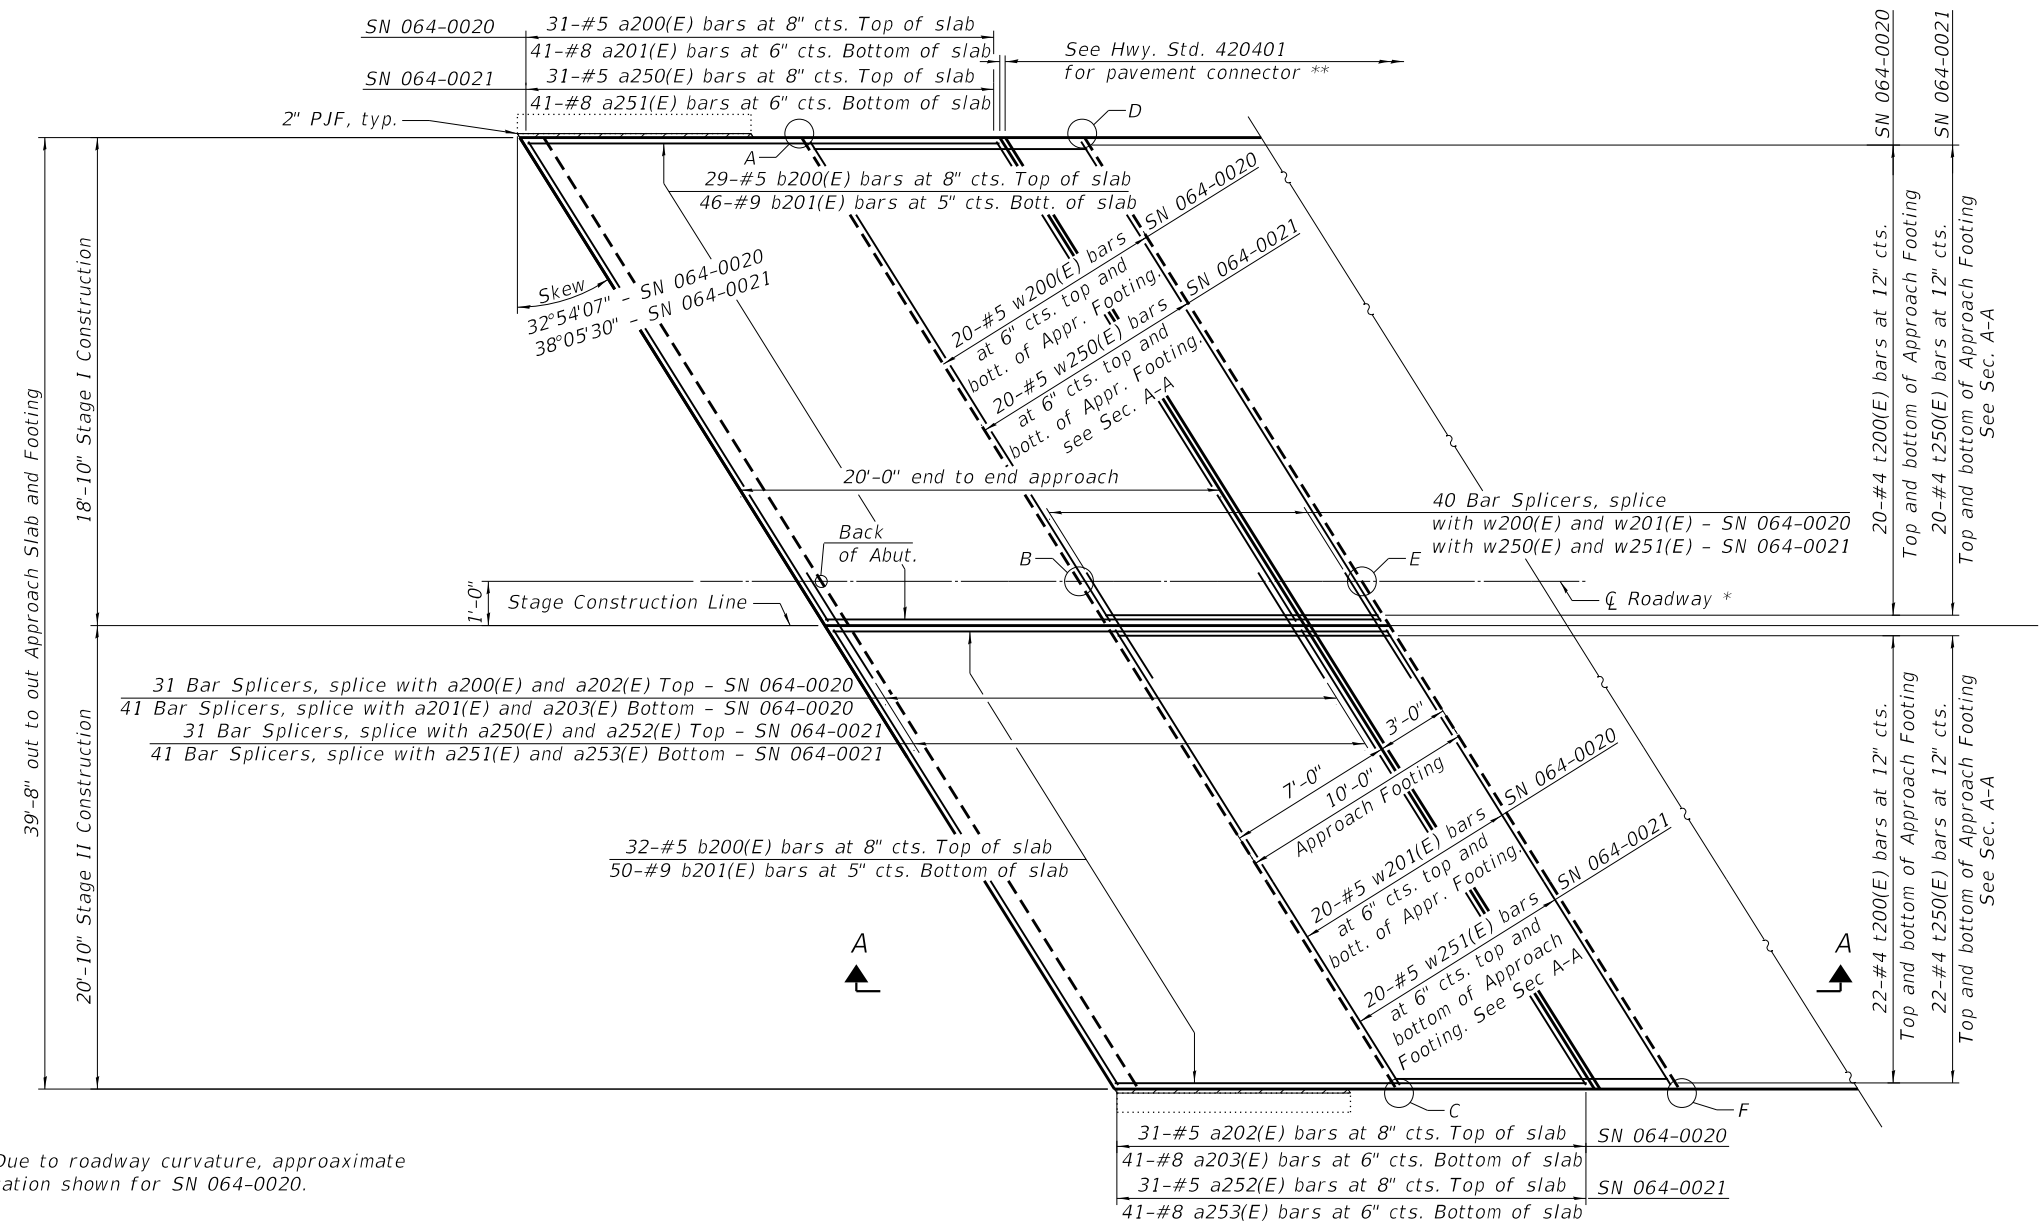 SN 064-0020
31-#5 a200(E) bars at 8" cts. Top of slab
41-#8 a201(E) bars at 6" cts. Bottom of slab
SN 064-0021
31-#5 a250(E) bars at 8" cts. Top of slab
41-#8 a251(E) bars at 6" cts. Bottom of slab
See Hwy. Std. 420401
for pavement connector **
2" PJF, typ.
A
D
29-#5 b200(E) bars at 8" cts. Top of slab
46-#9 b201(E) bars at 5" cts. Bott. of slab
Skew
32°54'07" - SN 064-0020
38°05'30" - SN 064-0021
20-#5 w200(E) bars
at 6" cts. top and
bott. of Appr. Footing.
SN 064-0020
20-#5 w250(E) bars
at 6" cts. top and
bott. of Appr. Footing.
see Sec. A-A
SN 064-0021
SN 064-0020
SN 064-0021
20-#4 t200(E) bars at 12" cts.
Top and bottom of Approach Footing
20-#4 t250(E) bars at 12" cts.
Top and bottom of Approach Footing
See Sec. A-A
39'-8" out to out Approach Slab and Footing
18'-10" Stage I Construction
20'-10" Stage II Construction
20'-0" end to end approach
40 Bar Splicers, splice
with w200(E) and w201(E) - SN 064-0020
with w250(E) and w251(E) - SN 064-0021
Back
of Abut.
B
E
1'-0"
Stage Construction Line
℄ Roadway *
31 Bar Splicers, splice with a200(E) and a202(E) Top - SN 064-0020
41 Bar Splicers, splice with a201(E) and a203(E) Bottom - SN 064-0020
31 Bar Splicers, splice with a250(E) and a252(E) Top - SN 064-0021
41 Bar Splicers, splice with a251(E) and a253(E) Bottom - SN 064-0021
3'-0"
7'-0"
10'-0"
Approach Footing
32-#5 b200(E) bars at 8" cts. Top of slab
50-#9 b201(E) bars at 5" cts. Bottom of slab
20-#5 w201(E) bars
at 6" cts. top and
bott. of Appr. Footing.
SN 064-0020
20-#5 w251(E) bars
at 6" cts. top and
bottom of Approach
Footing. See Sec A-A
SN 064-0021
22-#4 t200(E) bars at 12" cts.
Top and bottom of Approach Footing
22-#4 t250(E) bars at 12" cts.
Top and bottom of Approach Footing
See Sec. A-A
A
A
C
F
31-#5 a202(E) bars at 8" cts. Top of slab
SN 064-0020
41-#8 a203(E) bars at 6" cts. Bottom of slab
31-#5 a252(E) bars at 8" cts. Top of slab
SN 064-0021
41-#8 a253(E) bars at 6" cts. Bottom of slab
Due to roadway curvature, approaximate
ation shown for SN 064-0020.